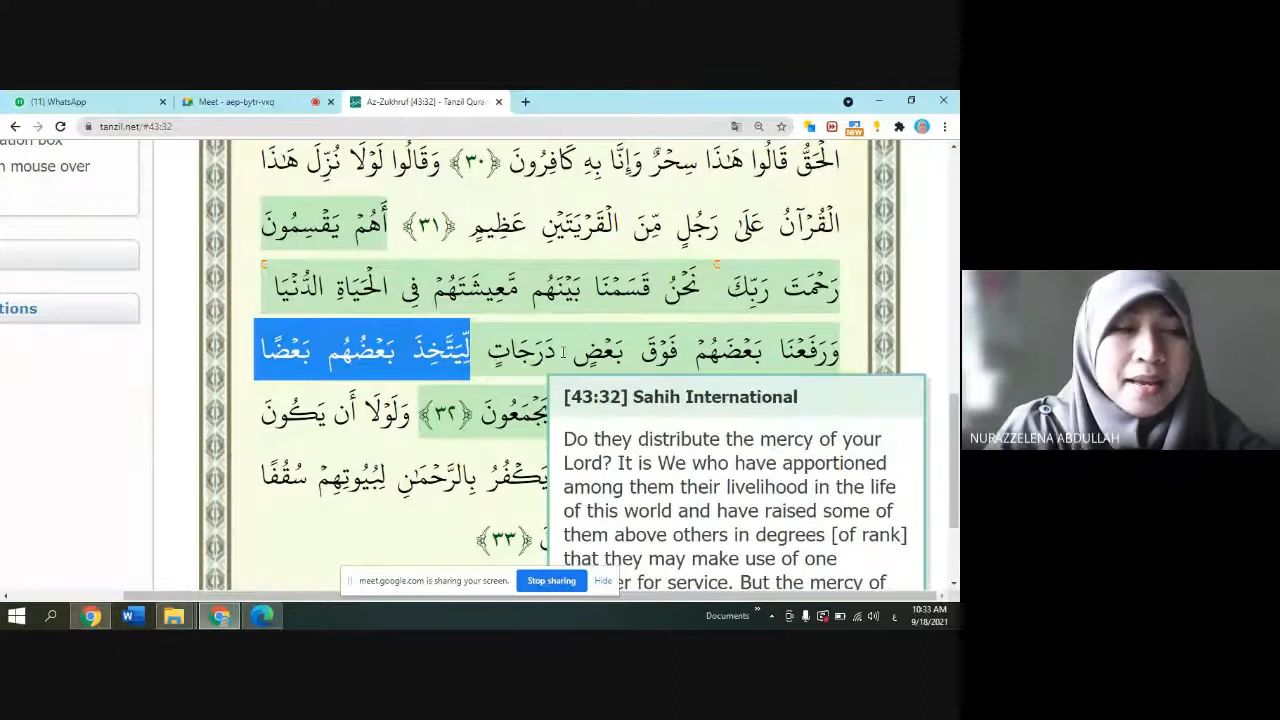 (11) WhatsApp
Meet - aep-bytr-vxq
Az-Zukhruf [43:32] - Tanzil Qura
tanzil.net/#43:32
NEW
ation box
n mouse over
tions
الْحَقُّ قَالُوا هَٰذَا سِحْرٌ وَإِنَّا بِهِ كَافِرُونَ ﴿٣٠﴾ وَقَالُوا لَوْلَا نُزِّلَ هَٰذَا
الْقُرْآنُ عَلَىٰ رَجُلٍ مِّنَ الْقَرْيَتَيْنِ عَظِيمٍ ﴿٣١﴾ أَهُمْ يَقْسِمُونَ
رَحْمَتَ رَبِّكَ ۚ نَحْنُ قَسَمْنَا بَيْنَهُم مَّعِيشَتَهُمْ فِي الْحَيَاةِ الدُّنْيَا ۚ
وَرَفَعْنَا بَعْضَهُمْ فَوْقَ بَعْضٍ دَرَجَاتٍ لِّيَتَّخِذَ بَعْضُهُم بَعْضًا
يَجْمَعُونَ ﴿٣٢﴾ وَلَوْلَا أَن يَكُونَ
يَكْفُرُ بِالرَّحْمَٰنِ لِبُيُوتِهِمْ سُقُفًا
﴿٣٣﴾
[43:32] Sahih International
Do they distribute the mercy of your
Lord? It is We who have apportioned
among them their livelihood in the life
of this world and have raised some of
them above others in degrees [of rank]
that they may make use of one
er for service. But the mercy of
meet.google.com is sharing your screen.
Stop sharing
Hide
Documents
ع
10:33 AM
9/18/2021
NURAZZELENA ABDULLAH